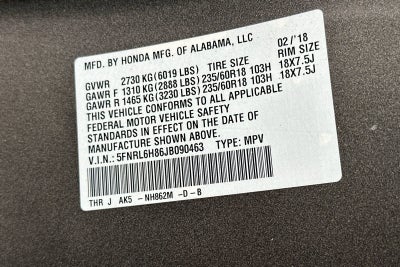 MFD. BY HONDA MFG. OF ALABAMA, LLC
02 / '18
GVWR 2730 KG (6019 LBS) TIRE SIZE RIM SIZE
GAWR F 1310 KG (2888 LBS) 235/60R18 103H 18X7.5J
GAWR R 1465 KG (3230 LBS) 235/60R18 103H 18X7.5J
THIS VEHICLE CONFORMS TO ALL APPLICABLE
FEDERAL MOTOR VEHICLE SAFETY
STANDARDS IN EFFECT ON THE DATE OF
MANUFACTURE SHOWN ABOVE.
V.I.N.: 5FNRL6H86JB090463 TYPE: MPV
THR J AK5 -NH862M -D-B